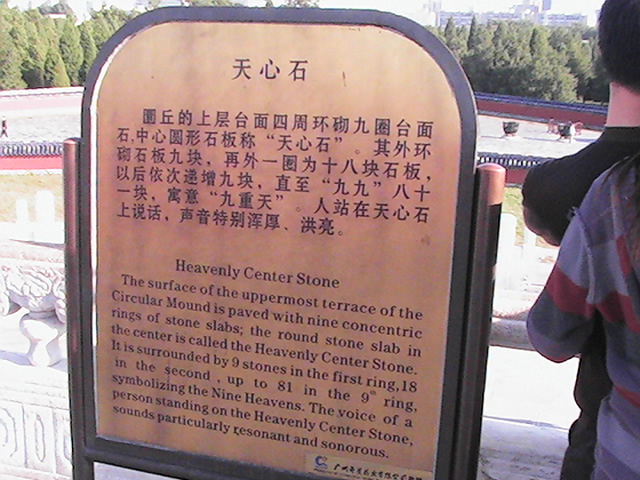 天心石
圜丘的上层台面四周环砌九圈台面
石,中心圆形石板称“天心石”。其外环
砌石板九块,再外一圈为十八块石板,
以后依次递增九块,直至“九九”八十
一块,寓意“九重天”。人站在天心石
上说话,声音特别浑厚、洪亮。
Heavenly Center Stone
The surface of the uppermost terrace of the
Circular Mound is paved with nine concentric
rings of stone slabs; the round stone slab in
the center is called the Heavenly Center Stone.
It is surrounded by 9 stones in the first ring,18
in the second , up to 81 in the 9th ring,
symbolizing the Nine Heavens. The voice of a
person standing on the Heavenly Center Stone,
sounds particularly resonant and sonorous.